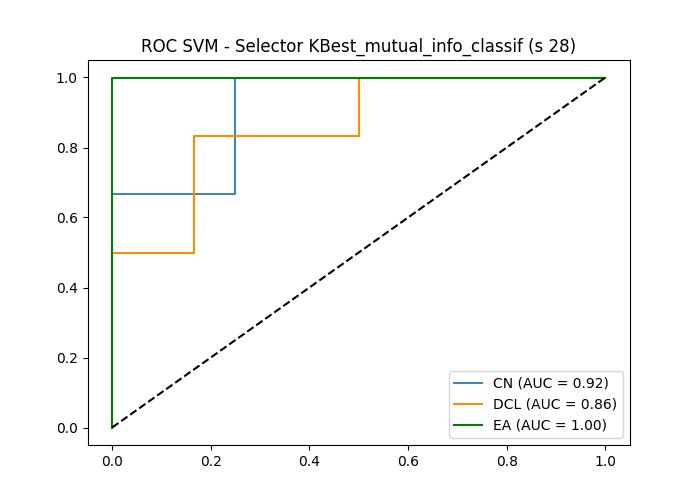 ROC SVM - Selector KBest_mutual_info_classif (s 28)
1.0
0.8
0.6
0.4
0.2
0.0
0.0 0.2 0.4 0.6 0.8 1.0
CN (AUC = 0.92)
DCL (AUC = 0.86)
EA (AUC = 1.00)